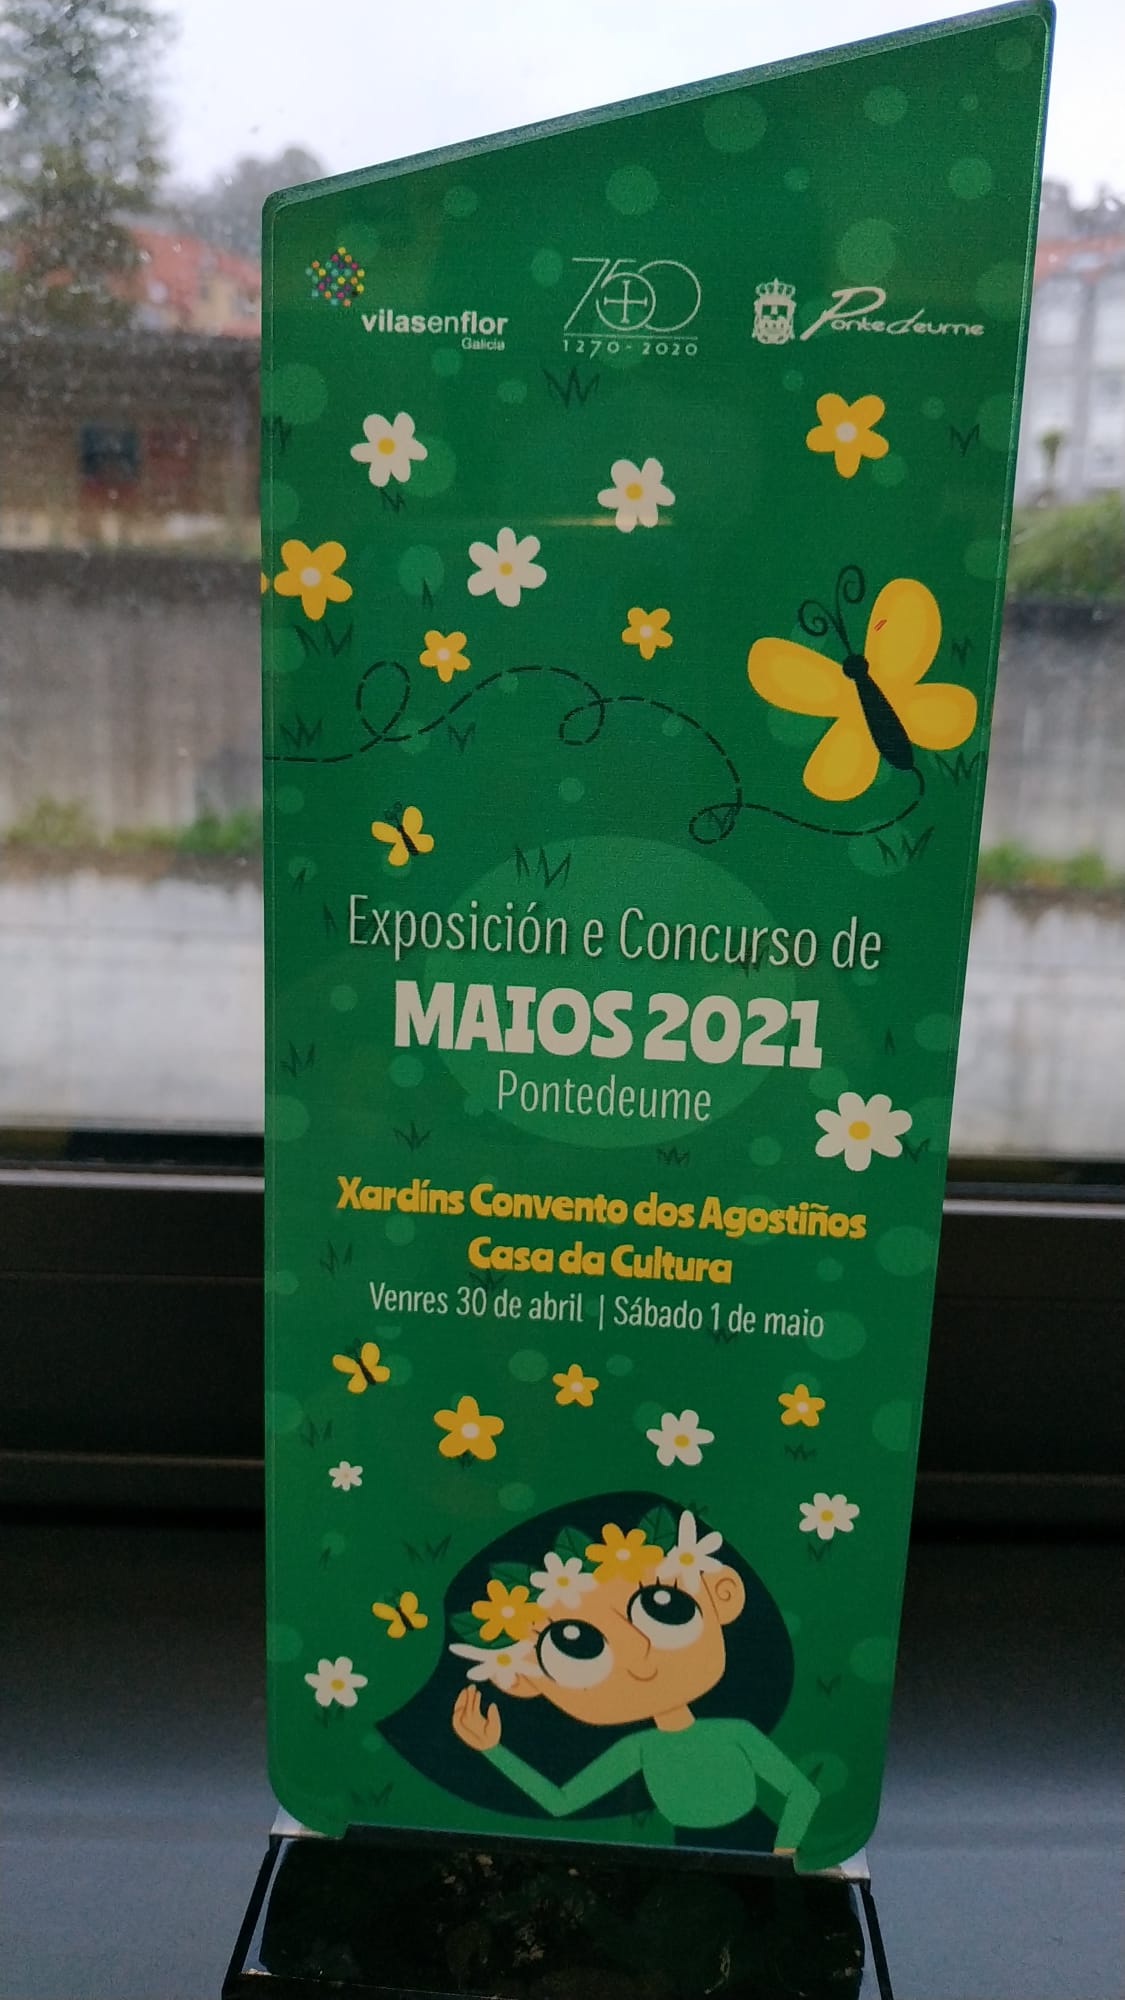 vilasenflor
Galicia
750
1270-2020
Pontedeume
Exposición e Concurso de
MAIOS 2021
Pontedeume
Xardíns Convento dos Agostiños
Casa da Cultura
Venres 30 de abril | Sábado 1 de maio